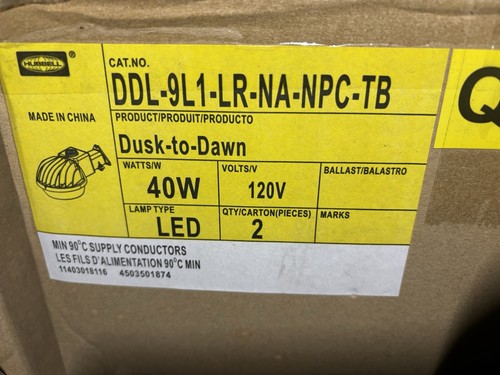 HUBBELL
CAT.NO.
DDL-9L1-LR-NA-NPC-TB
MADE IN CHINA
PRODUCT/PRODUIT/PRODUCTO
Dusk-to-Dawn
WATTS/W VOLTS/V BALLAST/BALASTRO
40W 120V
LAMP TYPE QTY/CARTON(PIECES) MARKS
LED 2
MIN 90°C SUPPLY CONDUCTORS
LES FILS D'ALIMENTATION 90°C MIN
11403018116 4503501874
Q